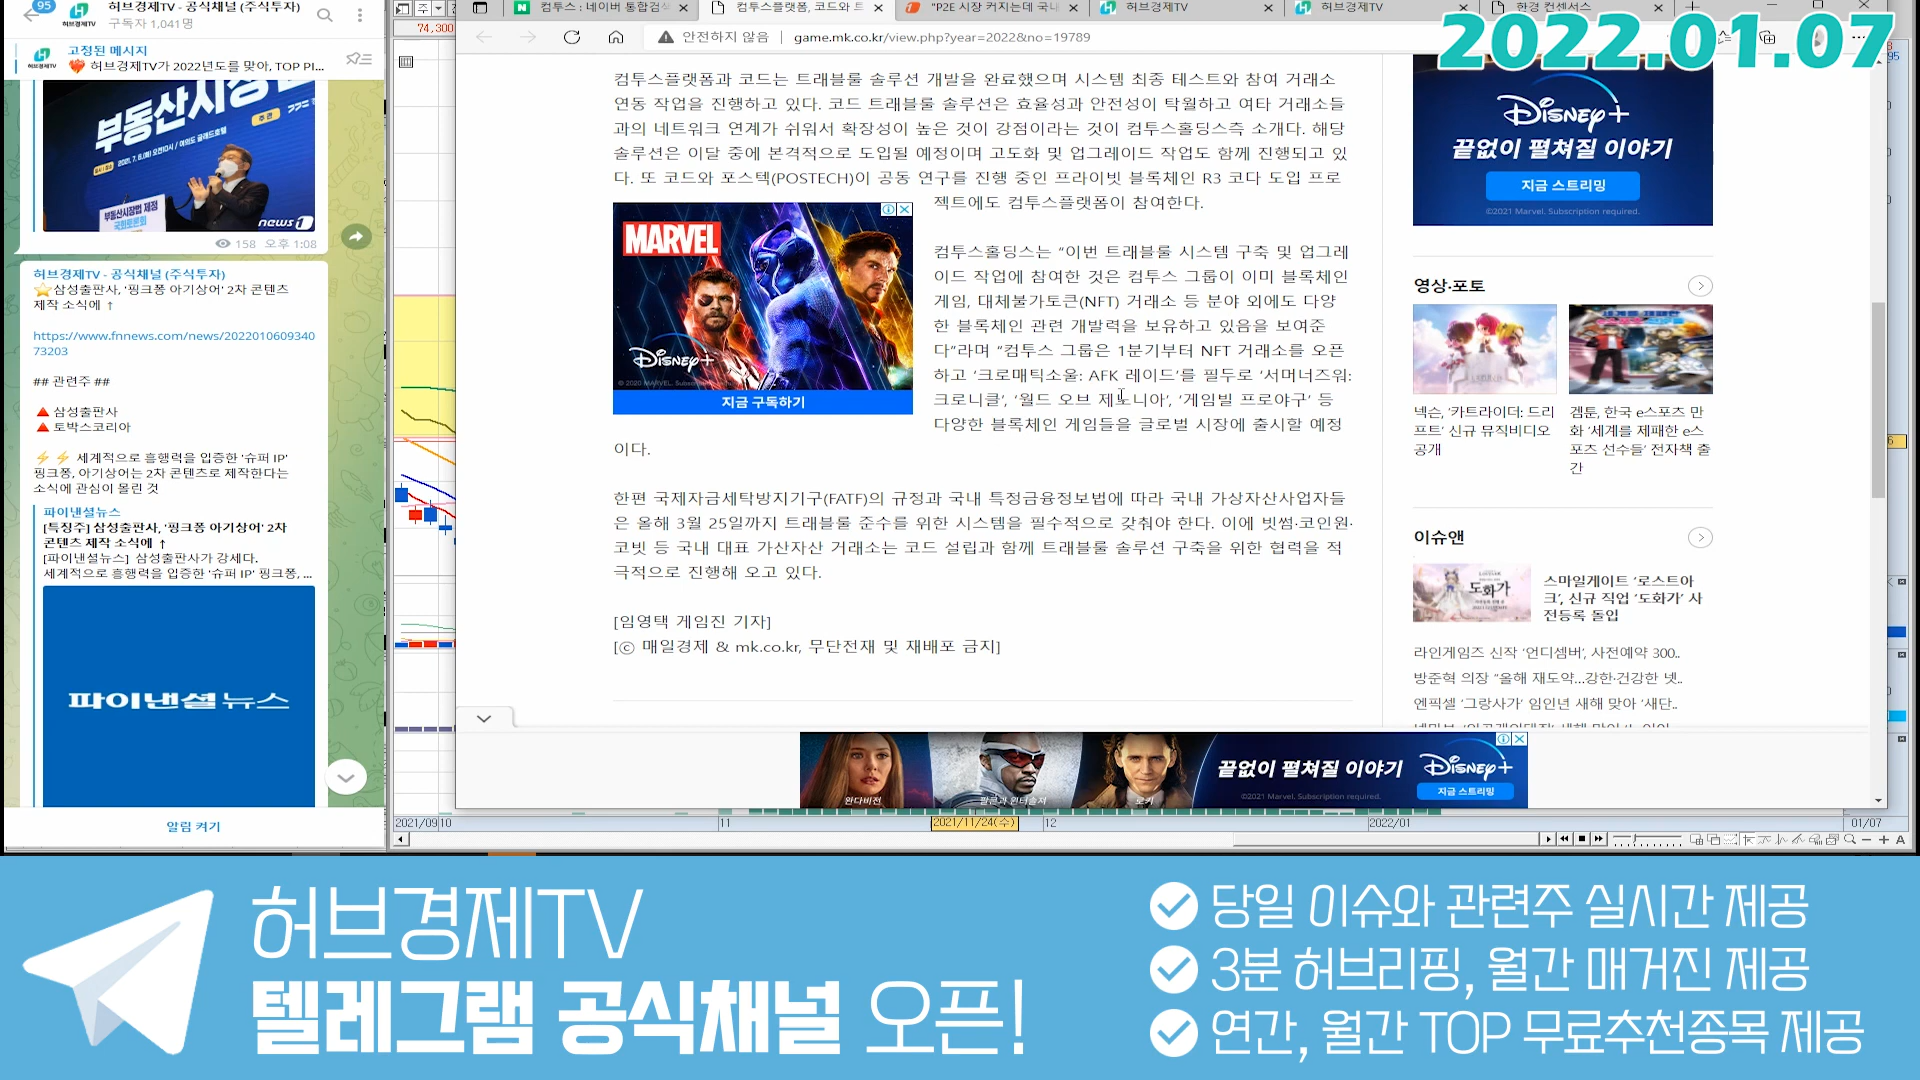 95
허브경제TV - 공식채널 (주식투자)
구독자 1,041명
고정된 메시지
허브경제TV가 2022년도를 맞아, TOP PI...
부동산시장
news1
158 오후 1:08
허브경제TV - 공식채널 (주식투자)
삼성출판사, '핑크퐁 아기상어' 2차 콘텐츠
제작 소식에 ↑
https://www.fnnews.com/news/2022010609340
73203
## 관련주 ##
삼성출판사
토박스코리아
세계적으로 흥행력을 입증한 '슈퍼 IP'
핑크퐁, 아기상어는 2차 콘텐츠로 제작한다는
소식에 관심이 몰린 것
파이낸셜뉴스
[특징주] 삼성출판사, '핑크퐁 아기상어' 2차
콘텐츠 제작 소식에 ↑
[파이낸셜뉴스] 삼성출판사가 강세다.
세계적으로 흥행력을 입증한 '슈퍼 IP' 핑크퐁, ...
파이낸셜뉴스
알림 켜기
주
74,300
컴투스 : 네이버 통합검색
컴투스플랫폼, 코드와 트
"P2E 시장 커지는데 국내
허브경제TV
허브경제TV
한경 컨센서스
안전하지 않음
game.mk.co.kr/view.php?year=2022&no=19789
2022.01.07
컴투스플랫폼과 코드는 트래블룰 솔루션 개발을 완료했으며 시스템 최종 테스트와 참여 거래소
연동 작업을 진행하고 있다. 코드 트래블룰 솔루션은 효율성과 안전성이 탁월하고 여타 거래소들
과의 네트워크 연계가 쉬워서 확장성이 높은 것이 강점이라는 것이 컴투스홀딩스측 소개다. 해당
솔루션은 이달 중에 본격적으로 도입될 예정이며 고도화 및 업그레이드 작업도 함께 진행되고 있
다. 또 코드와 포스텍(POSTECH)이 공동 연구를 진행 중인 프라이빗 블록체인 R3 코다 도입 프로
젝트에도 컴투스플랫폼이 참여한다.
MARVEL
Disney+
지금 구독하기
컴투스홀딩스는 “이번 트래블룰 시스템 구축 및 업그레
이드 작업에 참여한 것은 컴투스 그룹이 이미 블록체인
게임, 대체불가토큰(NFT) 거래소 등 분야 외에도 다양
한 블록체인 관련 개발력을 보유하고 있음을 보여준
다”라며 “컴투스 그룹은 1분기부터 NFT 거래소를 오픈
하고 ‘크로매틱소울: AFK 레이드’를 필두로 ‘서머너즈워:
크로니클’, ‘월드 오브 제노니아’, ‘게임빌 프로야구’ 등
다양한 블록체인 게임들을 글로벌 시장에 출시할 예정
이다.
한편 국제자금세탁방지기구(FATF)의 규정과 국내 특정금융정보법에 따라 국내 가상자산사업자들
은 올해 3월 25일까지 트래블룰 준수를 위한 시스템을 필수적으로 갖춰야 한다. 이에 빗썸·코인원·
코빗 등 국내 대표 가산자산 거래소는 코드 설립과 함께 트래블룰 솔루션 구축을 위한 협력을 적
극적으로 진행해 오고 있다.
[임영택 게임진 기자]
[ⓒ 매일경제 & mk.co.kr, 무단전재 및 재배포 금지]
Disney+
끝없이 펼쳐질 이야기
지금 스트리밍
©2021 Marvel. Subscription required.
영상·포토
넥슨, ‘카트라이더: 드리
프트’ 신규 뮤직비디오
공개
겜툰, 한국 e스포츠 만
화 ‘세계를 제패한 e스
포츠 선수들’ 전자책 출
간
이슈앤
도화가
스마일게이트 ‘로스트아
크’, 신규 직업 ‘도화가’ 사
전등록 돌입
라인게임즈 신작 ‘언디셈버’, 사전예약 300..
방준혁 의장 “올해 재도약...강한·건강한 넷..
엔픽셀 ‘그랑사가’ 임인년 새해 맞아 ‘새단..
완다비전
팔콘과 윈터솔져
로키
끝없이 펼쳐질 이야기
©2021 Marvel. Subscription required.
Disney+
지금 스트리밍
2021/09 10
11
2021/11/24(수)
12
2022/01
01/07
허브경제TV
텔레그램 공식채널 오픈!
당일 이슈와 관련주 실시간 제공
3분 허브리핑, 월간 매거진 제공
연간, 월간 TOP 무료추천종목 제공